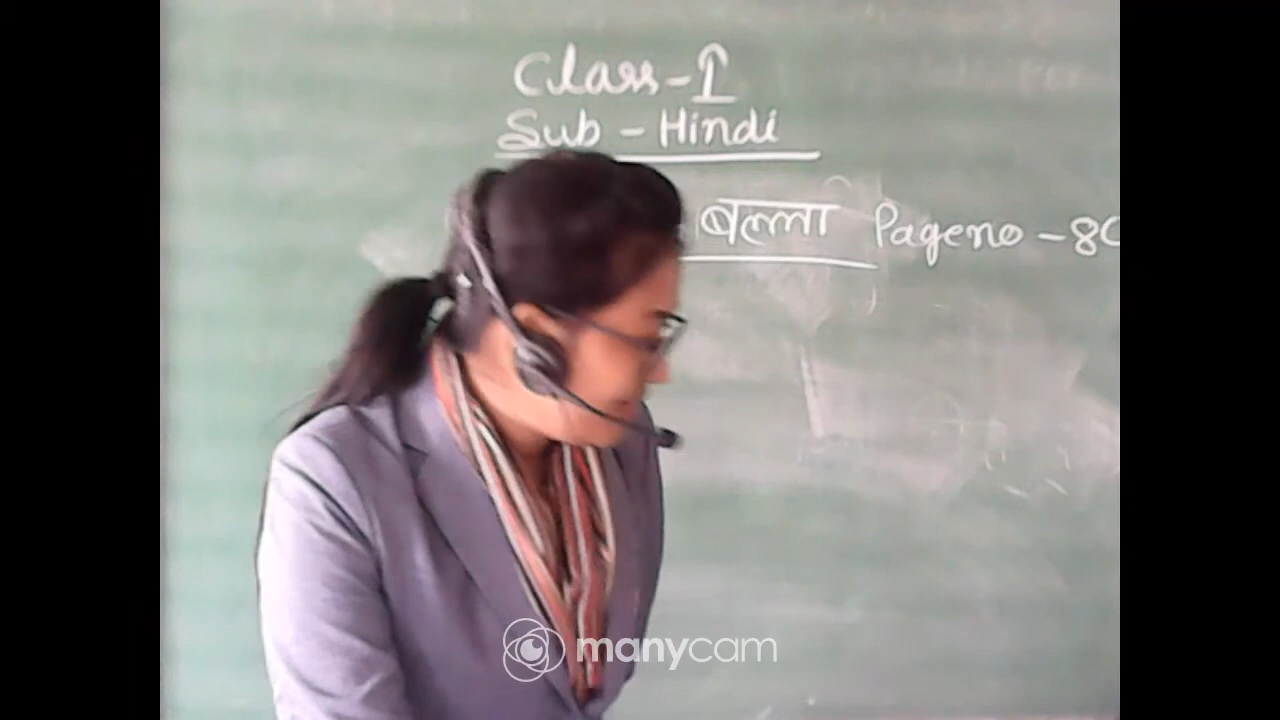 Class-I
Sub - Hindi
बल्ला Pageno - 80
manycam